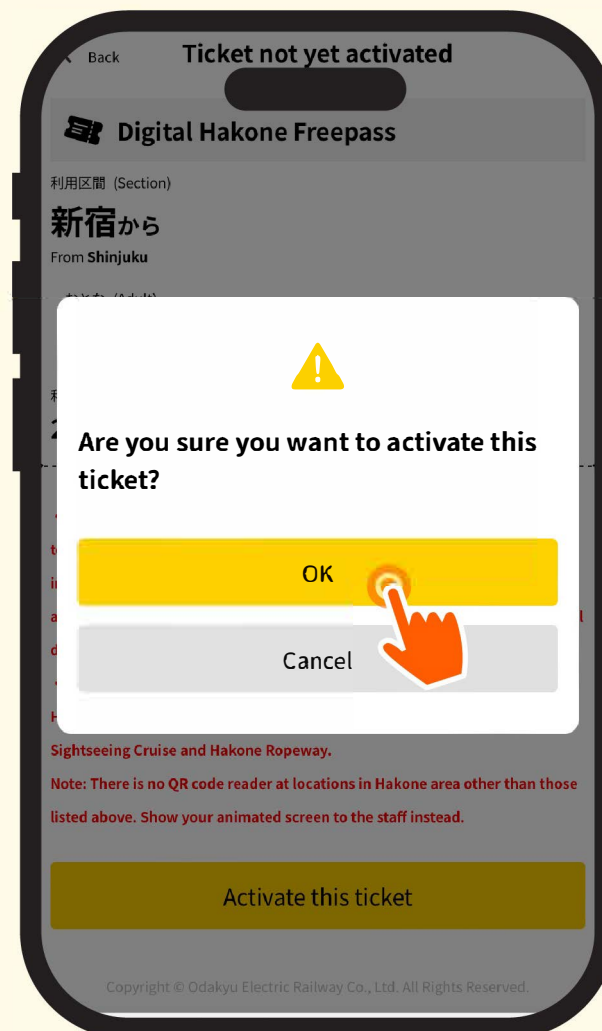 Back
Ticket not yet activated
Digital Hakone Freepass
利用区間 (Section)
新宿から
From Shinjuku
Are you sure you want to activate this
ticket?
OK
Cancel
Sightseeing Cruise and Hakone Ropeway.
Note: There is no QR code reader at locations in Hakone area other than those
listed above. Show your animated screen to the staff instead.
Activate this ticket
Copyright © Odakyu Electric Railway Co., Ltd. All Rights Reserved.